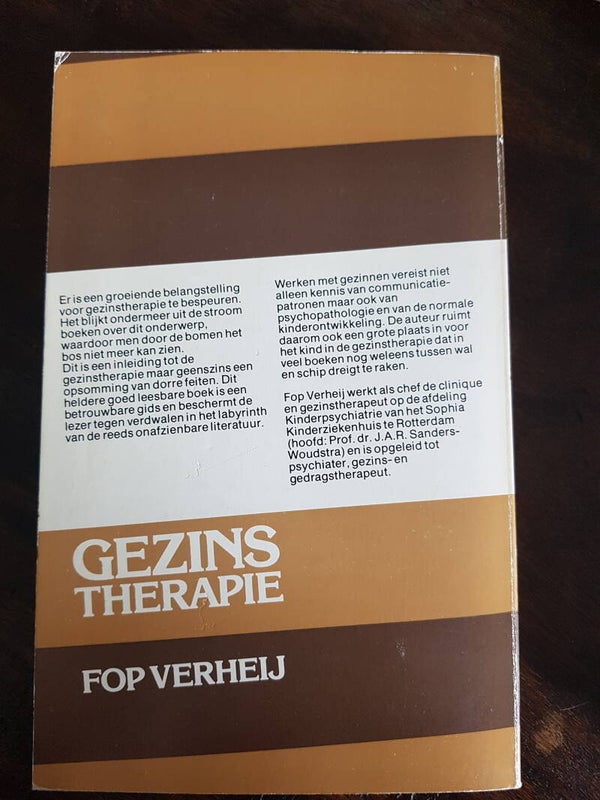 Er is een groeiende belangstelling
voor gezinstherapie te bespeuren.
Het blijkt ondermeer uit de stroom
boeken over dit onderwerp,
waardoor men door de bomen het
bos niet meer kan zien.
Dit is een inleiding tot de
gezinstherapie maar geenszins een
opsomming van dorre feiten. Dit
heldere goed leesbare boek is een
betrouwbare gids en beschermt de
lezer tegen verdwalen in het labyrinth
van de reeds onafzienbare literatuur.
Werken met gezinnen vereist niet
alleen kennis van communicatie-
patronen maar ook van
psychopathologie en van de normale
kinderontwikkeling. De auteur ruimt
daarom ook een grote plaats in voor
het kind in de gezinstherapie dat in
veel boeken nog weleens tussen wal
en schip dreigt te raken.
Fop Verheij werkt als chef de clinique
en gezinstherapeut op de afdeling
Kinderpsychiatrie van het Sophia
Kinderziekenhuis te Rotterdam
(hoofd: Prof. dr. J.A.R. Sanders-
Woudstra) en is opgeleid tot
psychiater, gezins- en
gedragstherapeut.
GEZINS
THERAPIE
FOP VERHEIJ